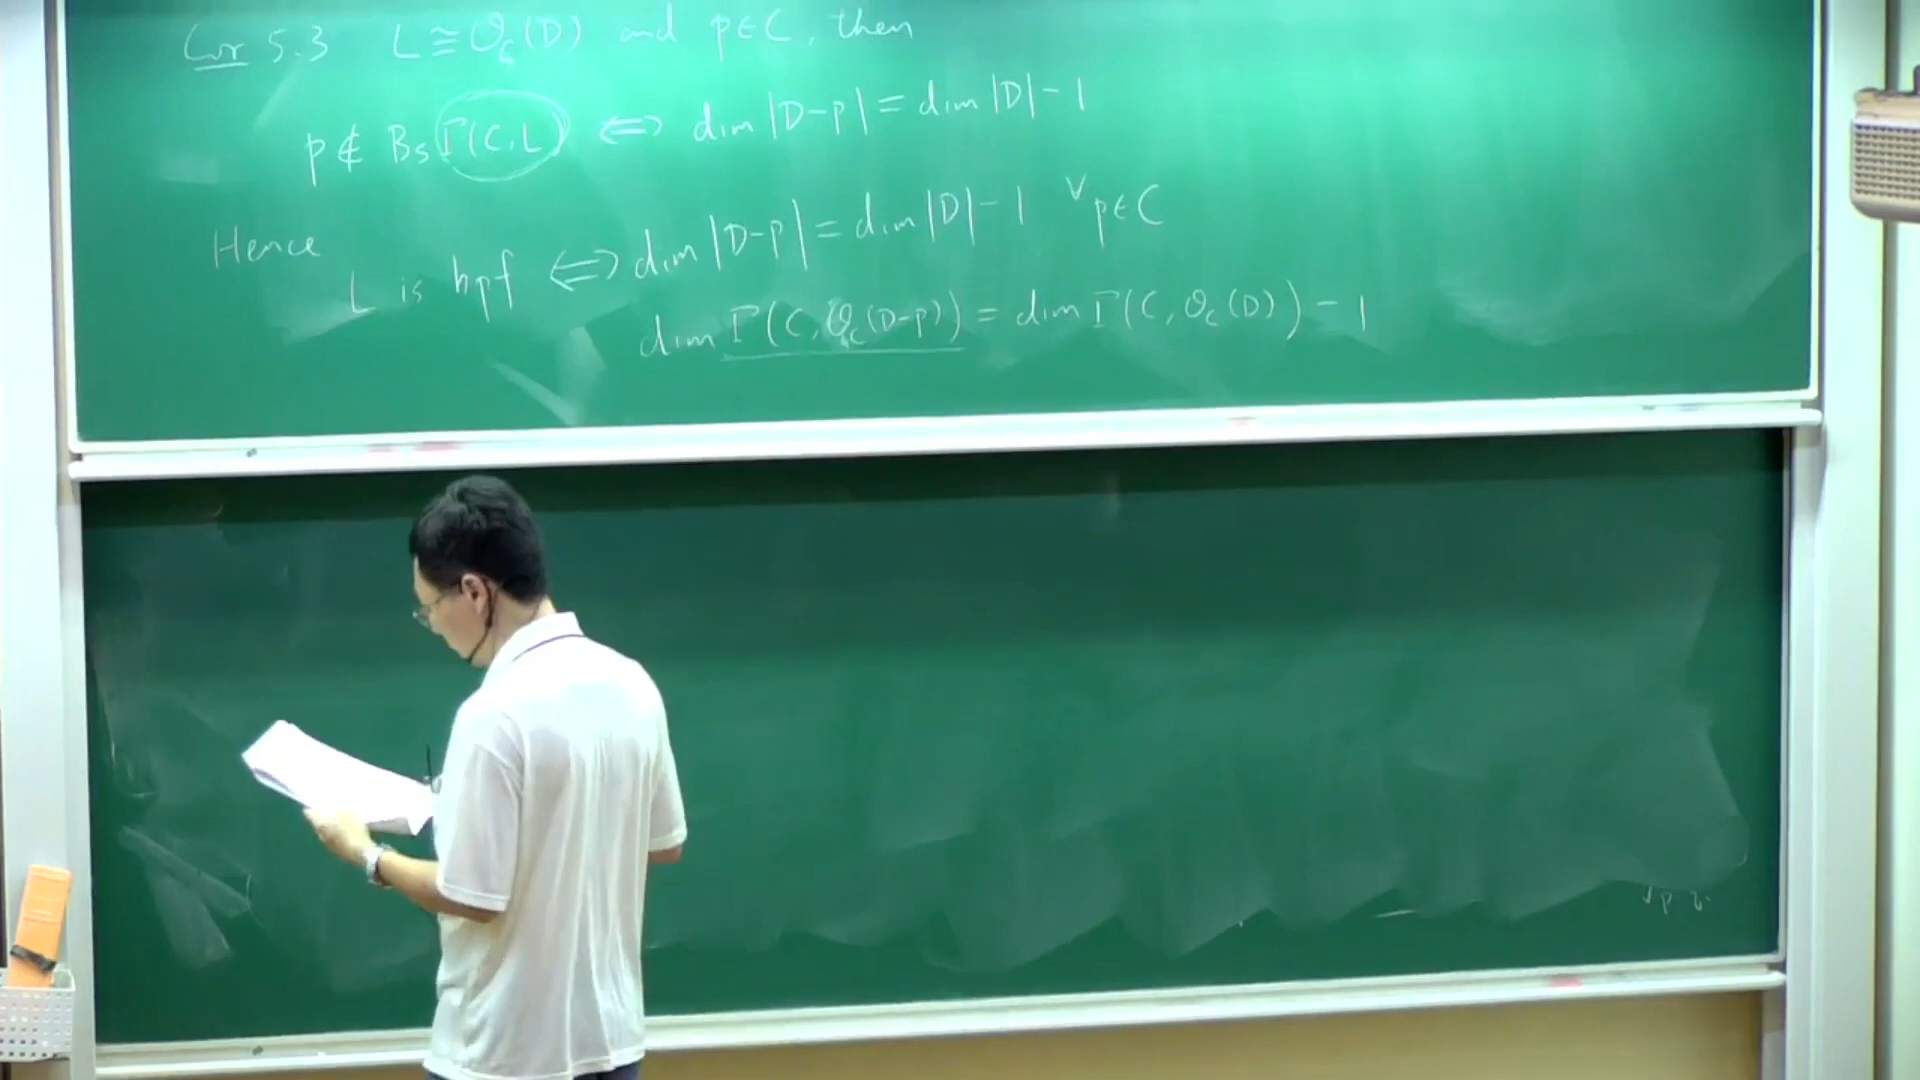 Cor 5.3 L ≅ 𝒪_C(D) and p∈C, then
p ∉ Bs Γ(C, L) ⟺ dim |D-p| = dim |D| - 1
Hence
L is bpf ⟺ dim |D-p| = dim |D| - 1 ∀p∈C
dim Γ(C, 𝒪_C(D-p)) = dim Γ(C, 𝒪_C(D)) - 1